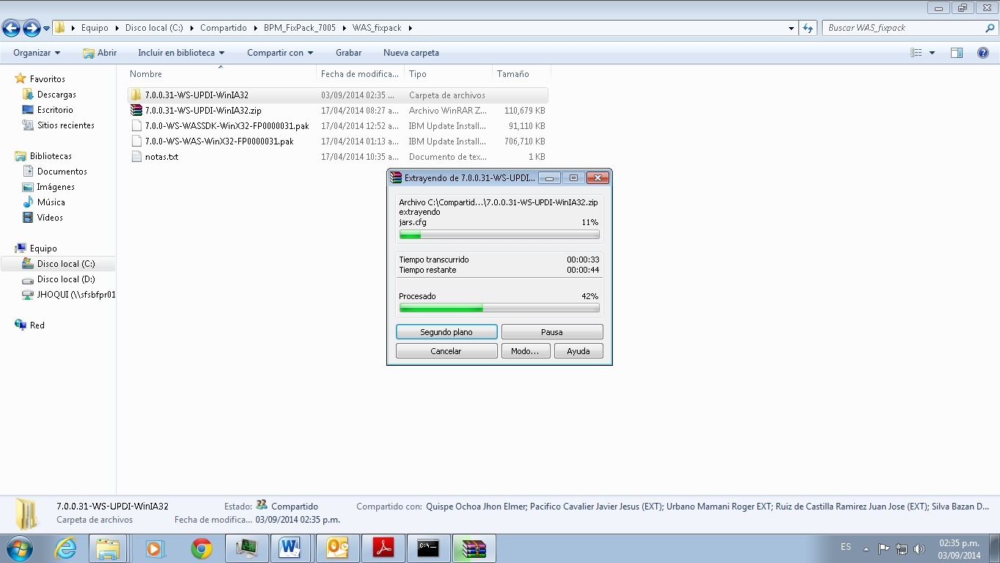 Equipo Disco local (C:) Compartido BPM_FixPack_7005 WAS_fixpack
Buscar WAS_fixpack
Organizar Abrir Incluir en biblioteca Compartir con Grabar Nueva carpeta
Favoritos
Descargas
Escritorio
Sitios recientes
Bibliotecas
Documentos
Imágenes
Música
Vídeos
Equipo
Disco local (C:)
Disco local (D:)
JHOQUI (\\sfsbfpr01
Red
Nombre Fecha de modifica... Tipo Tamaño
7.0.0.31-WS-UPDI-WinIA32 03/09/2014 02:35 ... Carpeta de archivos
7.0.0.31-WS-UPDI-WinIA32.zip 17/04/2014 08:27 a... Archivo WinRAR Z... 110,679 KB
7.0.0-WS-WASSDK-WinX32-FP0000031.pak 17/04/2014 12:52 a... IBM Update Install... 91,110 KB
7.0.0-WS-WAS-WinX32-FP0000031.pak 17/04/2014 01:13 a... IBM Update Install... 706,710 KB
notas.txt 17/04/2014 10:35 a... Documento de tex... 1 KB
Extrayendo de 7.0.0.31-WS-UPDI...
Archivo C:\Compartid...\7.0.0.31-WS-UPDI-WinIA32.zip
extrayendo
jars.cfg 11%
Tiempo transcurrido 00:00:33
Tiempo restante 00:00:44
Procesado 42%
Segundo plano Pausa
Cancelar Modo... Ayuda
7.0.0.31-WS-UPDI-WinIA32 Estado: Compartido Compartido con: Quispe Ochoa Jhon Elmer; Pacifico Cavalier Javier Jesus (EXT); Urbano Mamani Roger EXT; Ruiz de Castilla Ramirez Juan Jose (EXT); Silva Bazan D...
Carpeta de archivos Fecha de modifica... 03/09/2014 02:35 p.m.
ES 02:35 p.m.
03/09/2014